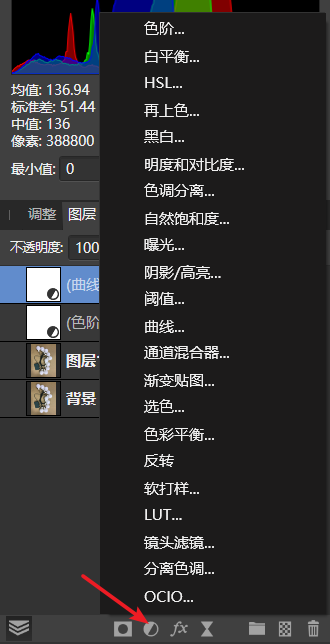 色阶...
白平衡...
HSL...
再上色...
黑白...
明度和对比度...
色调分离...
自然饱和度...
曝光...
阴影/高亮...
阈值...
曲线...
通道混合器...
渐变贴图...
选色...
色彩平衡...
反转
软打样...
LUT...
镜头滤镜...
分离色调...
OCIO...
均值: 136.94
标准差: 51.44
中值: 136
像素: 388800
最小值: 0
调整 图层
不透明度: 100
(曲线
(色阶
图层
背景
fx